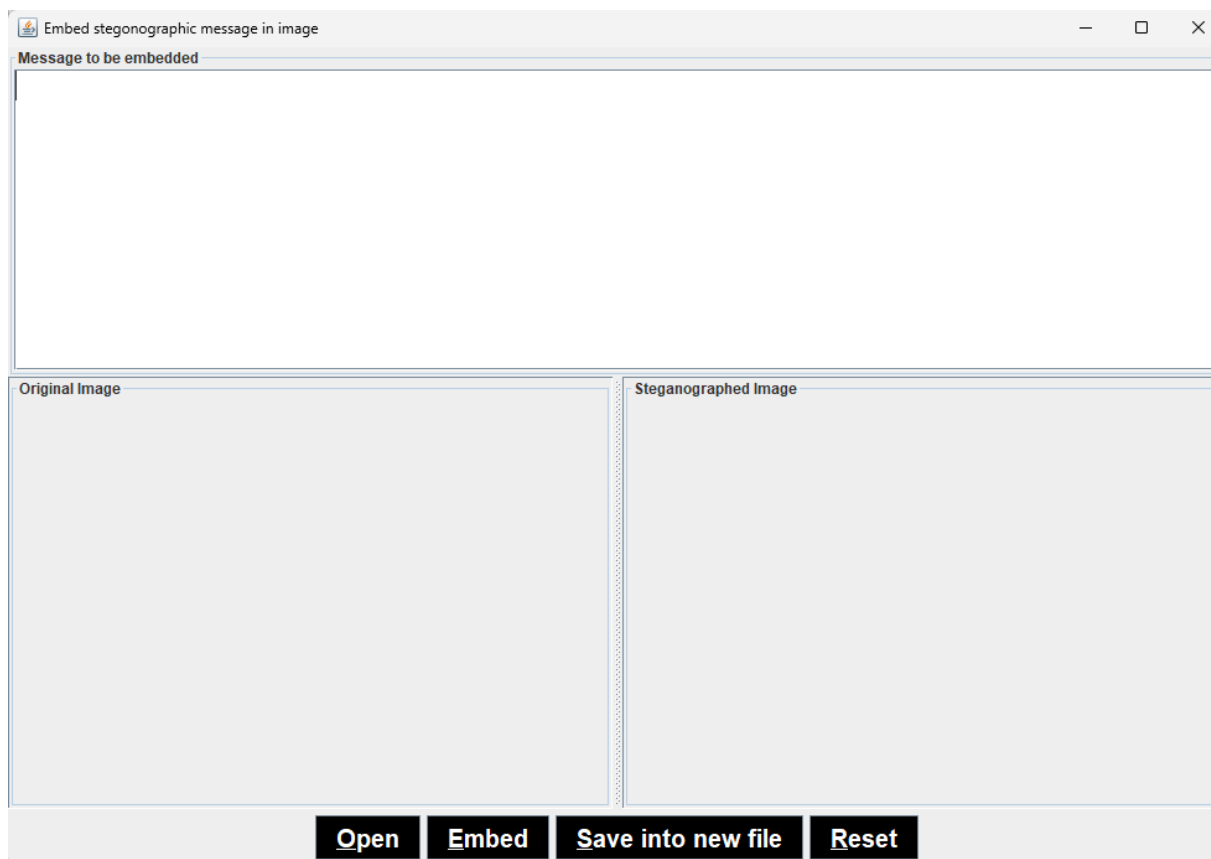 Embed stegonographic message in image
Message to be embedded
Original Image
Steganographed Image
Open
Embed
Save into new file
Reset